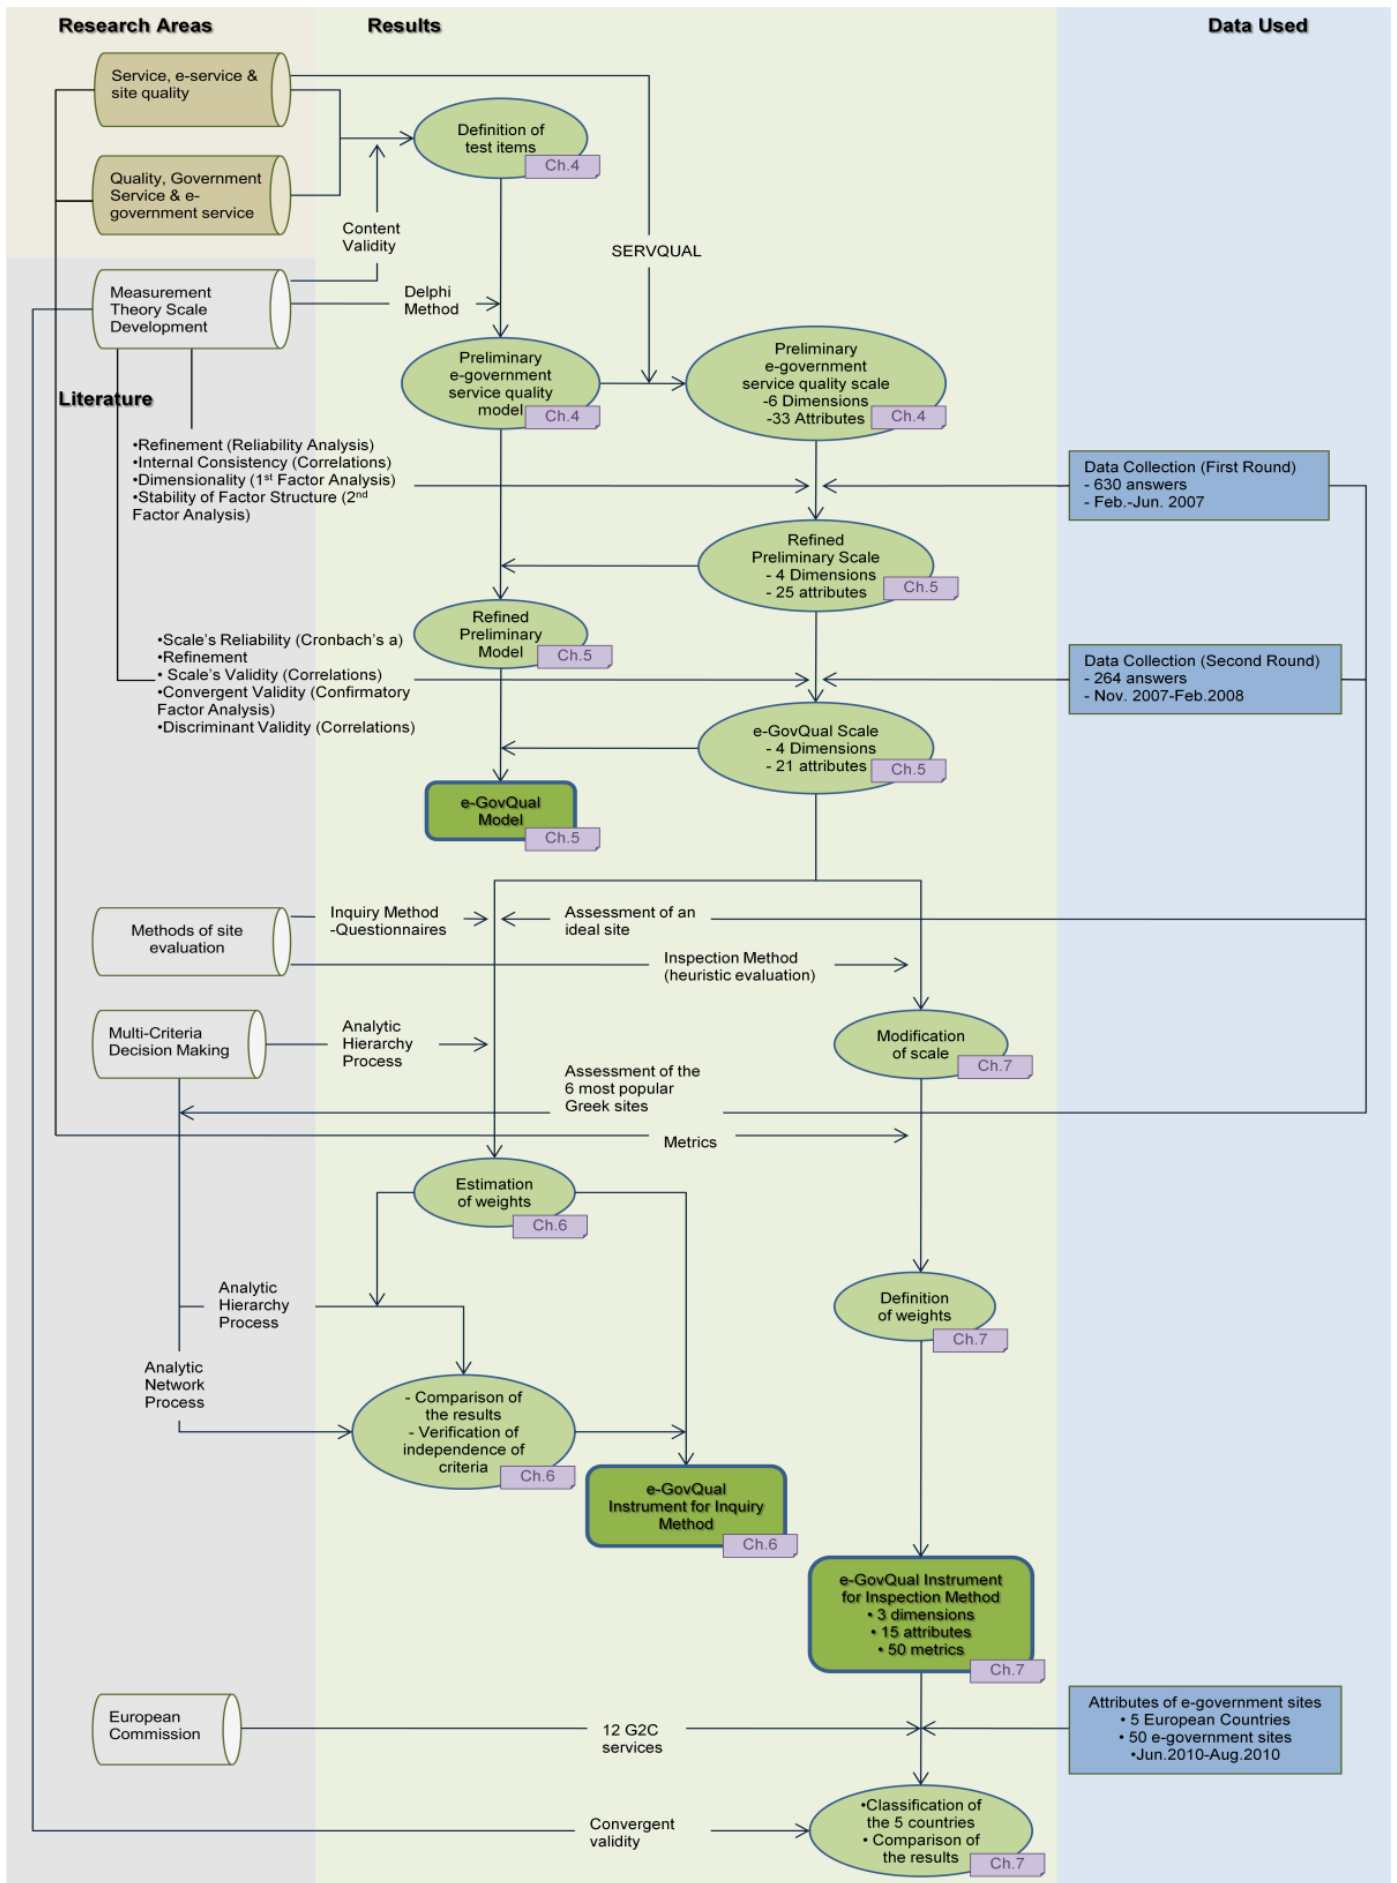 Research Areas
Results
Data Used
Service, e-service &
site quality
Definition of
test items
Ch.4
Quality, Government
Service & e-
government service
Content
Validity
SERVQUAL
Measurement
Theory Scale
Development
Delphi
Method
Preliminary
e-government
service quality
model
Ch.4
Preliminary
e-government
service quality scale
-6 Dimensions
-33 Attributes
Ch.4
Literature
•Refinement (Reliability Analysis)
•Internal Consistency (Correlations)
•Dimensionality (1st Factor Analysis)
•Stability of Factor Structure (2nd
Factor Analysis)
Data Collection (First Round)
- 630 answers
- Feb.-Jun. 2007
Refined
Preliminary Scale
- 4 Dimensions
- 25 attributes
Ch.5
Refined
Preliminary
Model
Ch.5
•Scale's Reliability (Cronbach's a)
•Refinement
• Scale's Validity (Correlations)
•Convergent Validity (Confirmatory
Factor Analysis)
•Discriminant Validity (Correlations)
Data Collection (Second Round)
- 264 answers
- Nov. 2007-Feb.2008
e-GovQual Scale
- 4 Dimensions
- 21 attributes
Ch.5
e-GovQual
Model
Ch.5
Methods of site
evaluation
Inquiry Method
-Questionnaires
Assessment of an
ideal site
Inspection Method
(heuristic evaluation)
Multi-Criteria
Decision Making
Analytic
Hierarchy
Process
Modification
of scale
Ch.7
Assessment of the
6 most popular
Greek sites
Metrics
Estimation
of weights
Ch.6
Analytic
Hierarchy
Process
Definition
of weights
Ch.7
Analytic
Network
Process
- Comparison of
the results
- Verification of
independence of
criteria
Ch.6
e-GovQual
Instrument for Inquiry
Method
Ch.6
e-GovQual Instrument
for Inspection Method
• 3 dimensions
• 15 attributes
• 50 metrics
Ch.7
European
Commission
12 G2C
services
Attributes of e-government sites
• 5 European Countries
• 50 e-government sites
•Jun.2010-Aug.2010
Convergent
validity
•Classification of
the 5 countries
• Comparison of
the results
Ch.7